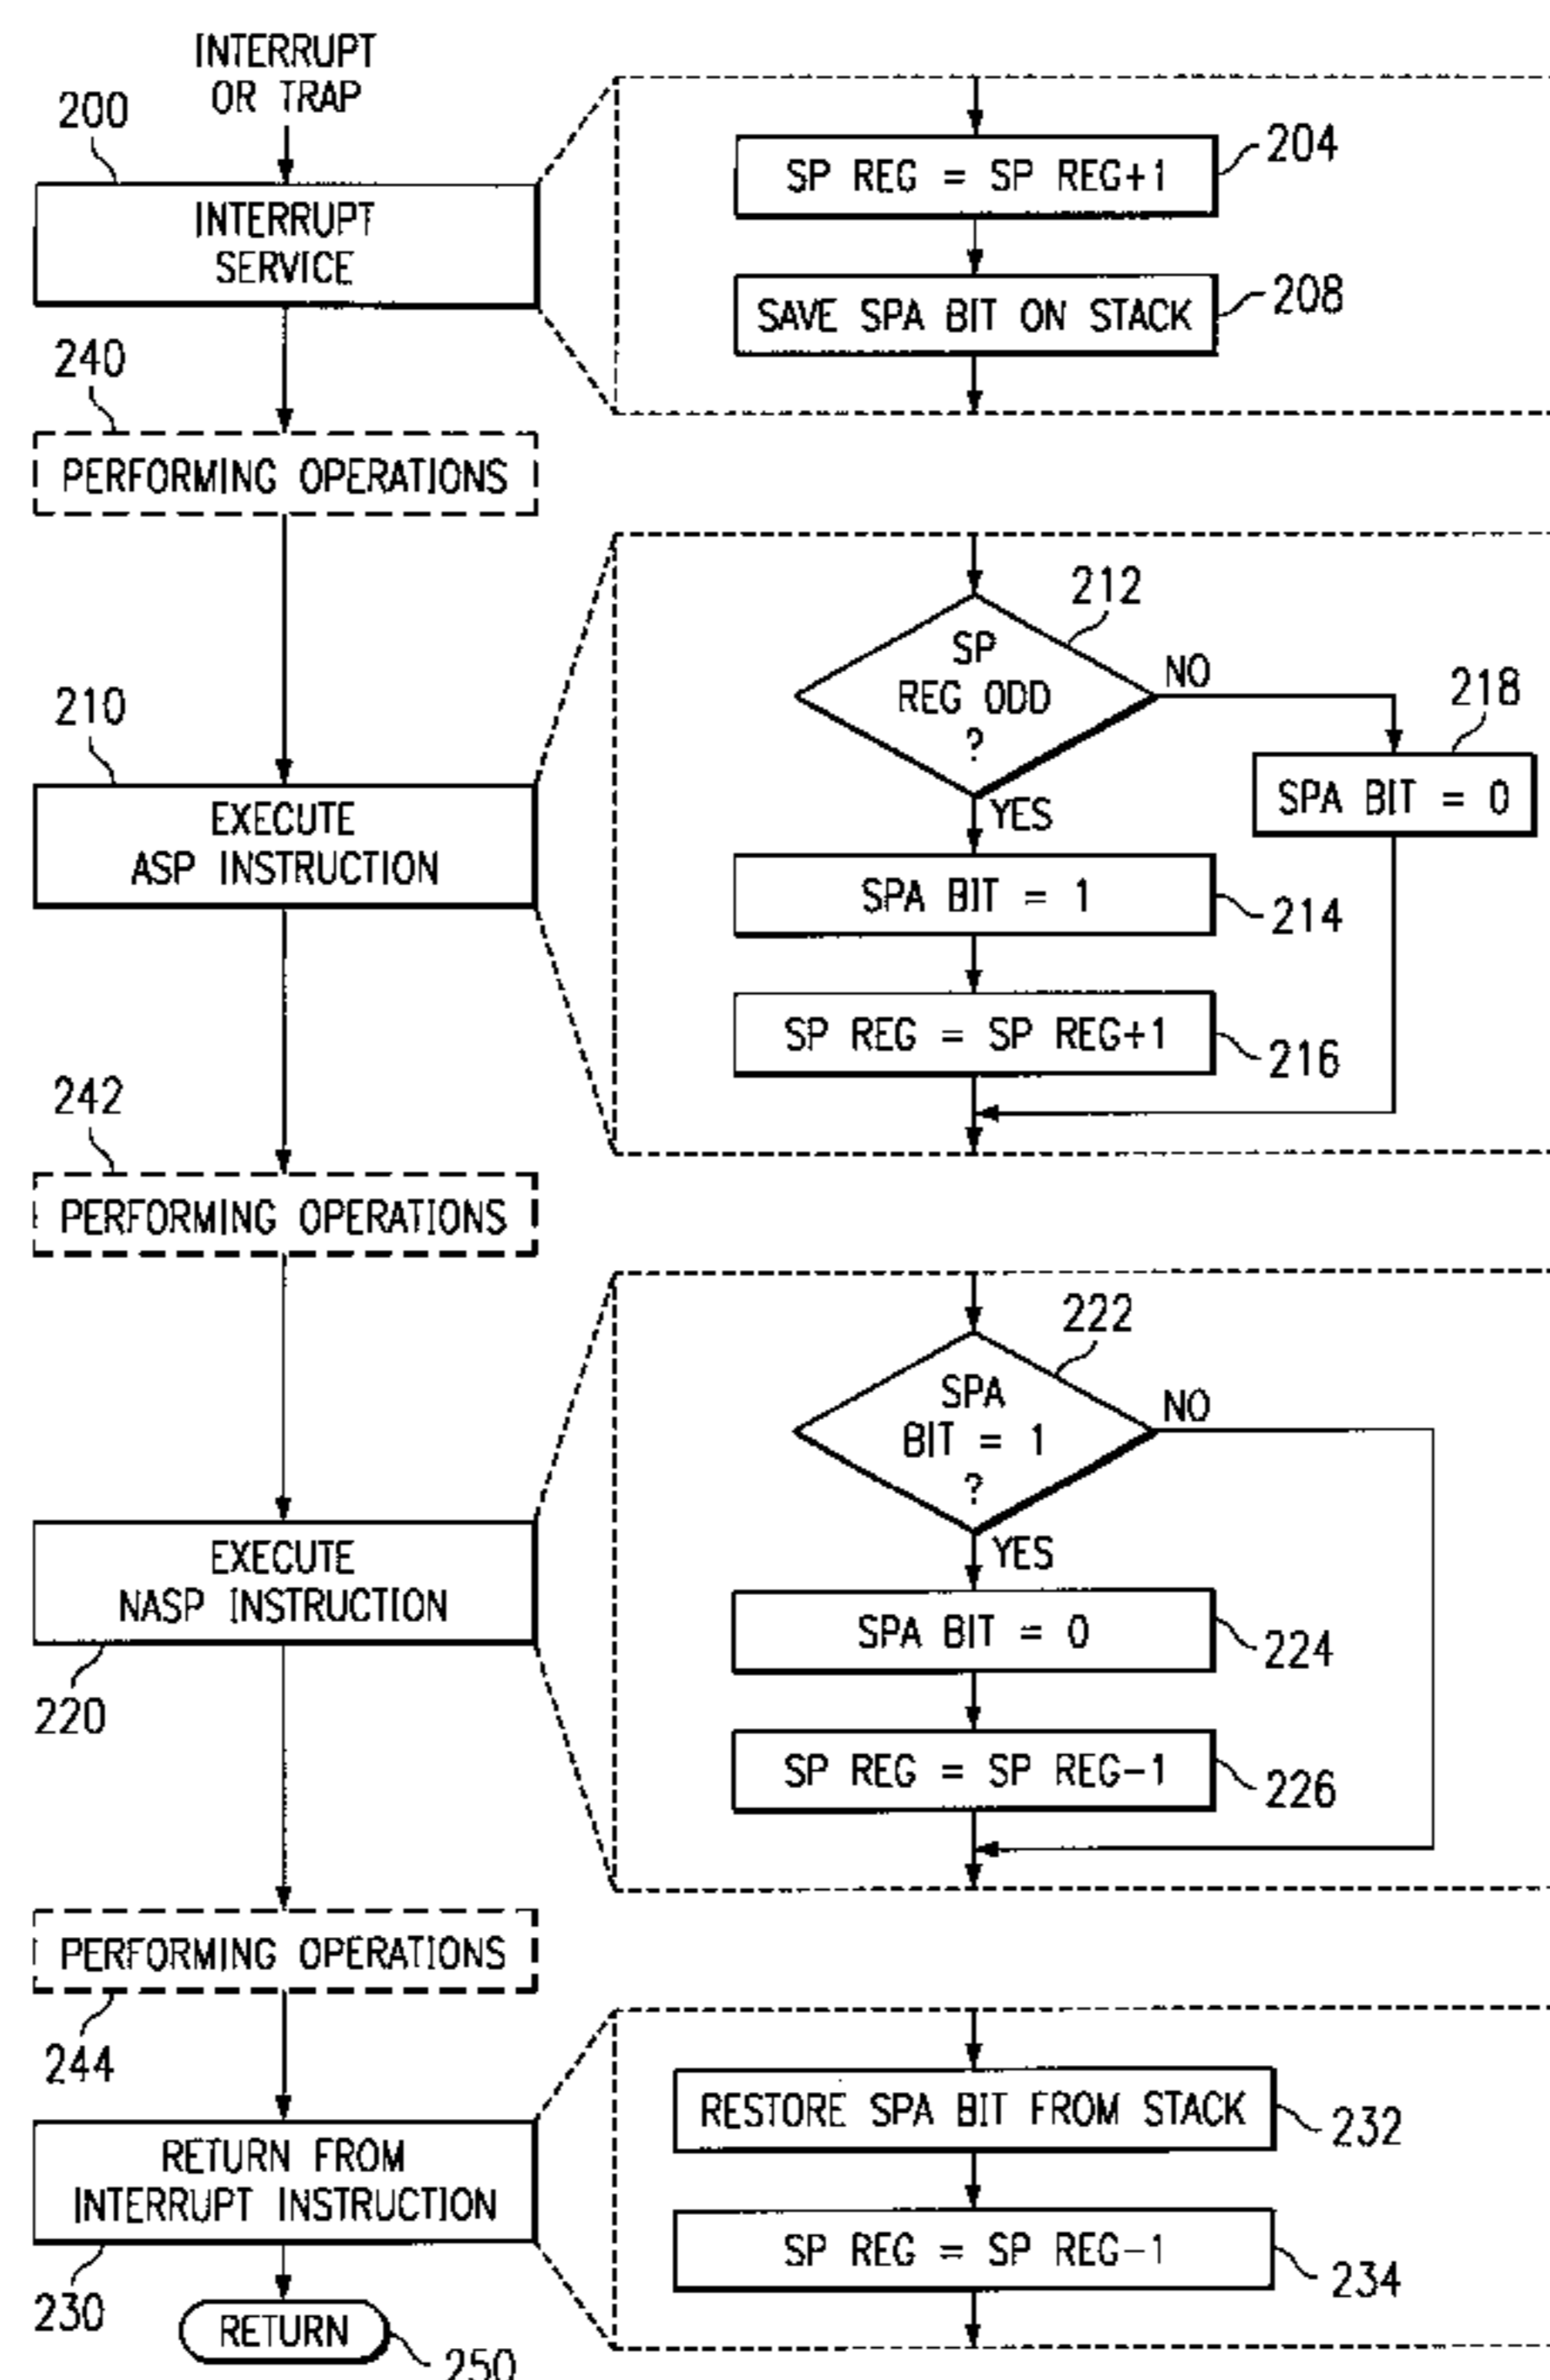 INTERRUPT
OR TRAP
200
INTERRUPT
SERVICE
SP REG = SP REG+1
204
SAVE SPA BIT ON STACK
208
240
PERFORMING OPERATIONS
210
EXECUTE
ASP INSTRUCTION
212
SP
REG ODD
?
NO
218
SPA BIT = 0
YES
SPA BIT = 1
214
SP REG = SP REG+1
216
242
PERFORMING OPERATIONS
222
SPA
BIT = 1
?
NO
YES
EXECUTE
NASP INSTRUCTION
220
SPA BIT = 0
224
SP REG = SP REG-1
226
PERFORMING OPERATIONS
244
RETURN FROM
INTERRUPT INSTRUCTION
230
RESTORE SPA BIT FROM STACK
232
SP REG = SP REG-1
234
RETURN
250